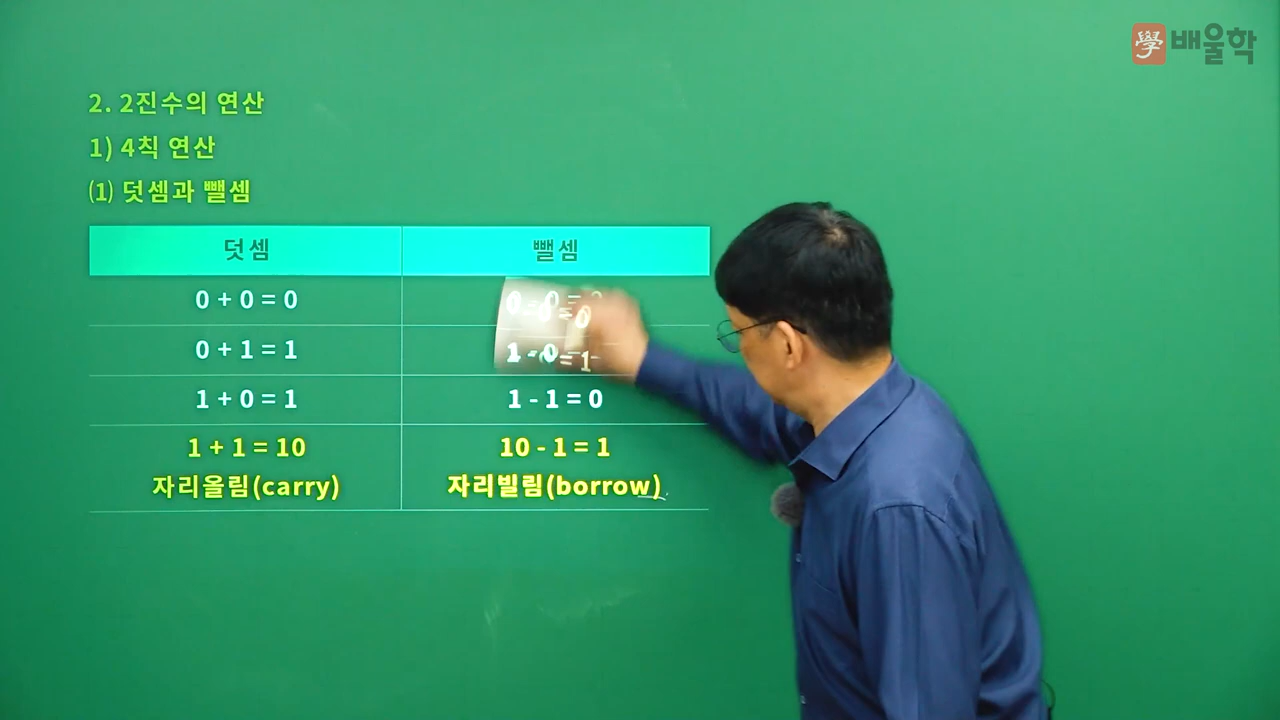 學 배울학
2. 2진수의 연산
1) 4칙 연산
⑴ 덧셈과 뺄셈
덧셈 뺄셈
0 + 0 = 0
0 + 1 = 1 1 - 0
1 + 0 = 1 1 - 1 = 0
1 + 1 = 10 10 - 1 = 1
자리올림(carry) 자리빌림(borrow)